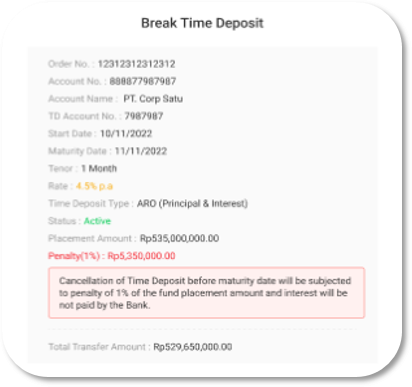 Break Time Deposit
Order No. : 12312312312312
Account No. : 888877987987
Account Name : PT. Corp Satu
TD Account No. : 7987987
Start Date : 10/11/2022
Maturity Date : 11/11/2022
Tenor : 1 Month
Rate : 4.5% p.a
Time Deposit Type : ARO (Principal & Interest)
Status : Active
Placement Amount : Rp535,000,000.00
Penalty(1%) : Rp5,350,000.00
Cancellation of Time Deposit before maturity date will be subjected
to penalty of 1% of the fund placement amount and interest will be
not paid by the Bank.
Total Transfer Amount : Rp529,650,000.00